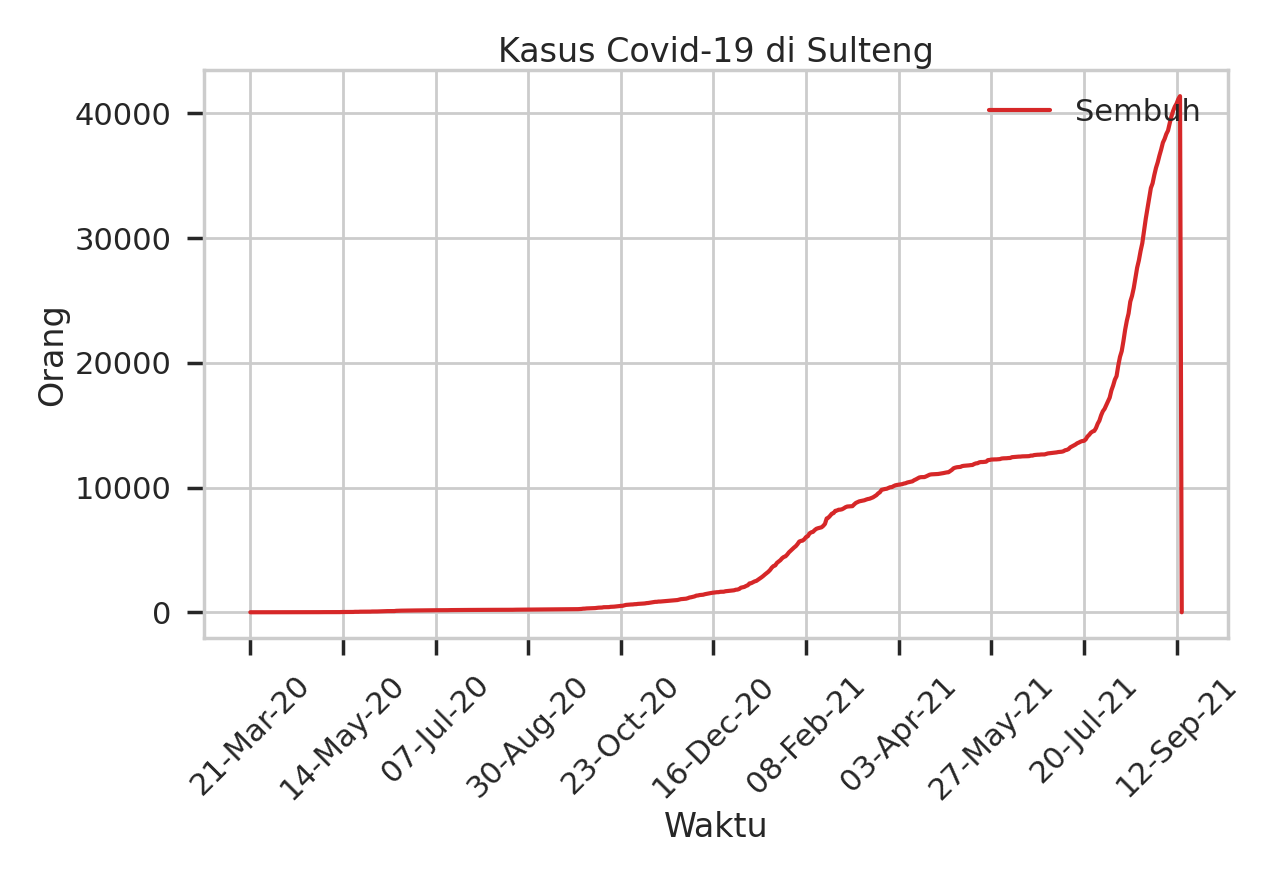 Kasus Covid-19 di Sulteng
Sembuh
Orang
40000
30000
20000
10000
0
21-Mar-20
14-May-20
07-Jul-20
30-Aug-20
23-Oct-20
16-Dec-20
08-Feb-21
03-Apr-21
27-May-21
20-Jul-21
12-Sep-21
Waktu